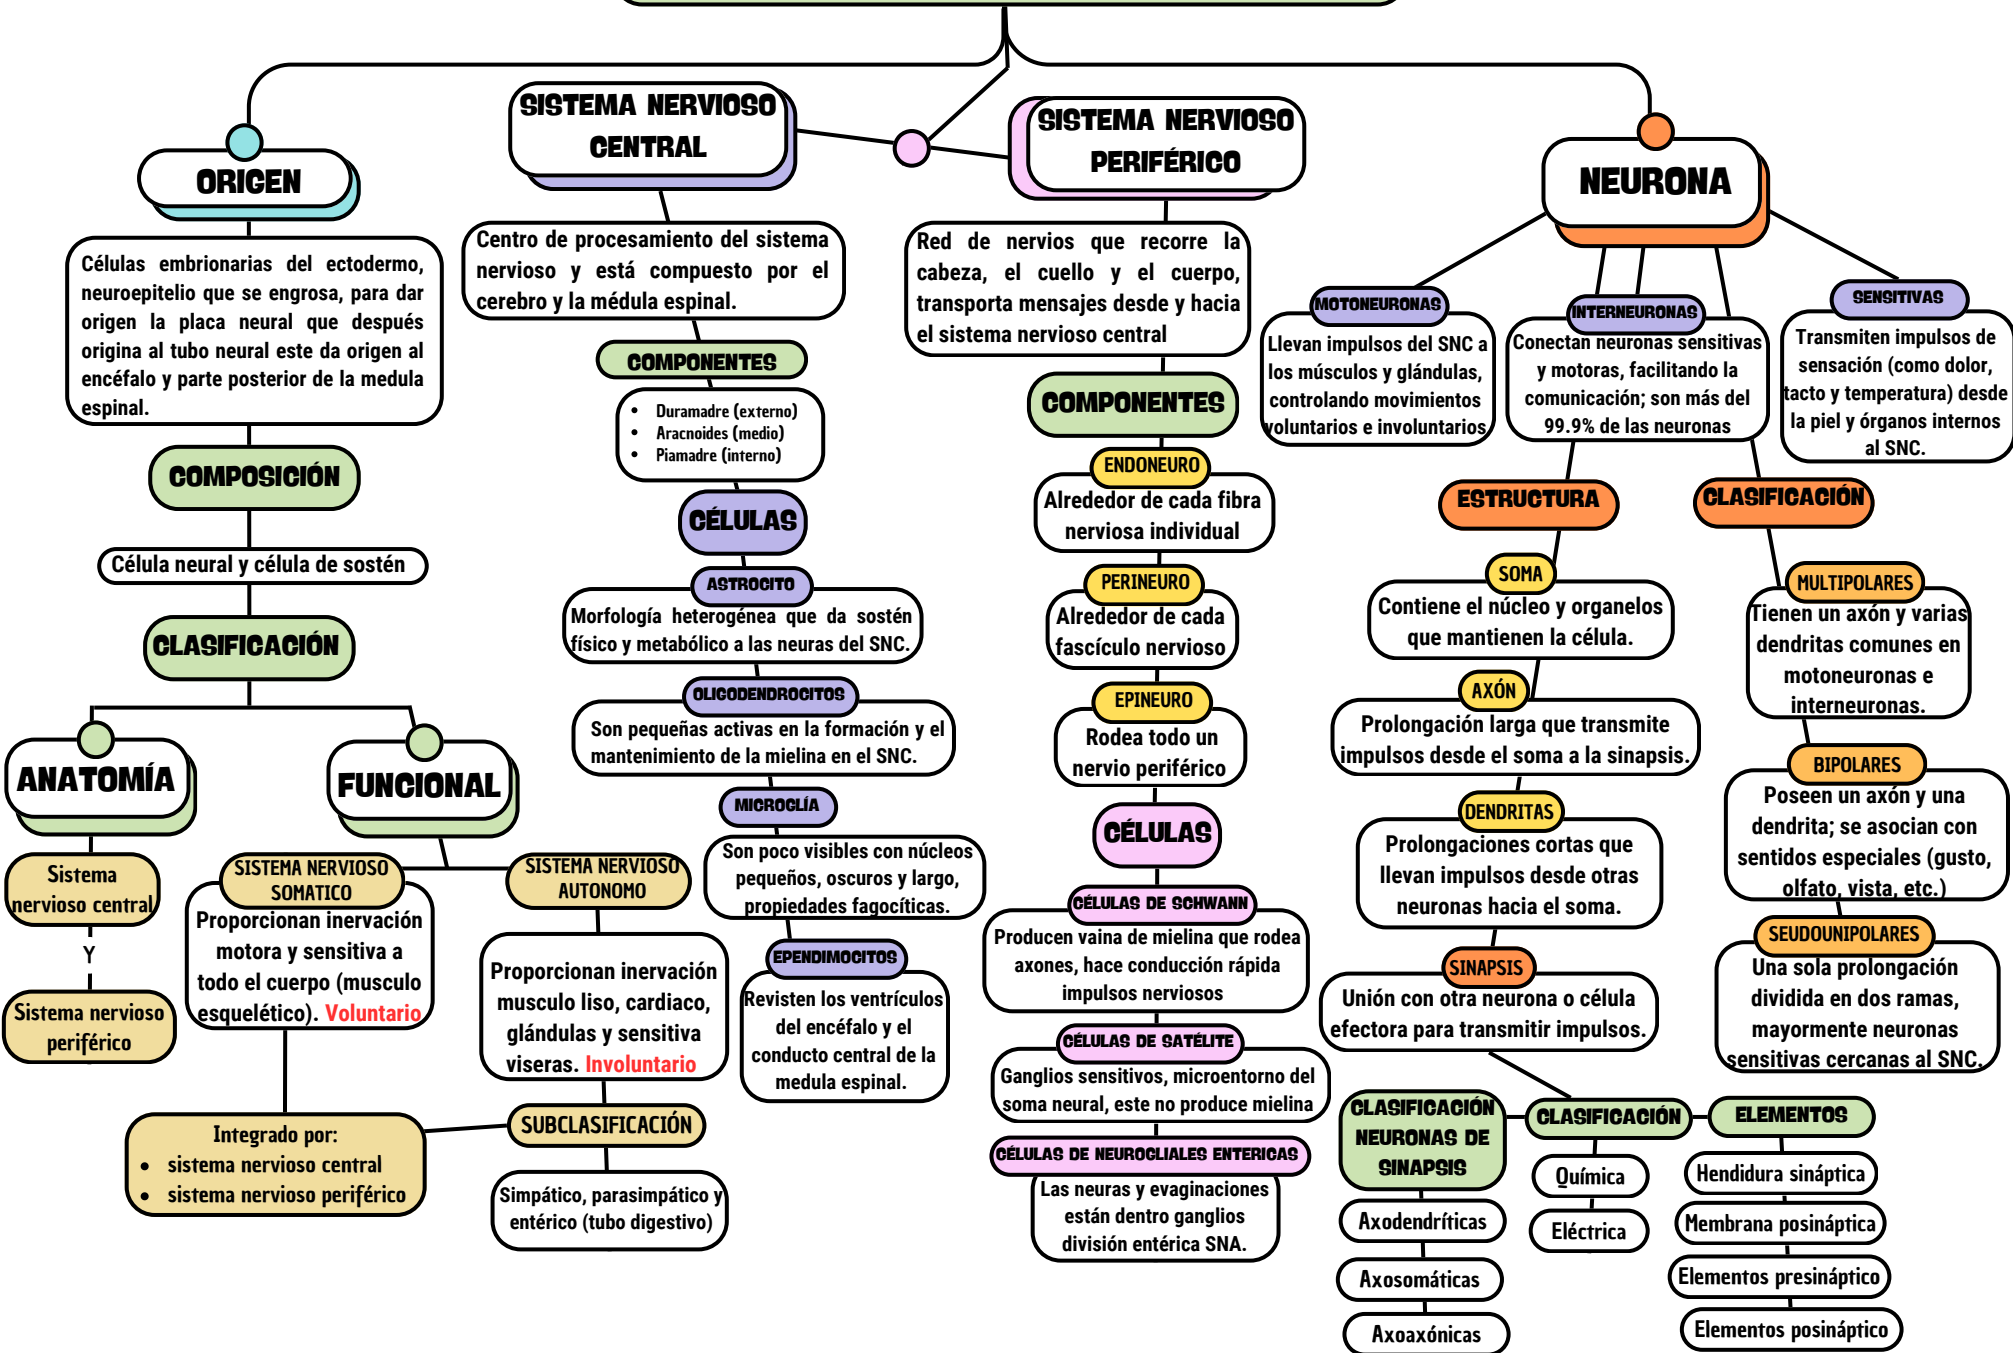 ORIGEN
Células embrionarias del ectodermo,
neuroepitelio que se engrosa, para dar
origen la placa neural que después
origina al tubo neural este da origen al
encéfalo y parte posterior de la medula
espinal.
COMPOSICIÓN
Célula neural y célula de sostén
CLASIFICACIÓN
ANATOMÍA
Sistema
nervioso central
Y
Sistema nervioso
periférico
FUNCIONAL
SISTEMA NERVIOSO
SOMATICO
Proporcionan inervación
motora y sensitiva a
todo el cuerpo (musculo
esquelético). Voluntario
SISTEMA NERVIOSO
AUTONOMO
Proporcionan inervación
musculo liso, cardiaco,
glándulas y sensitiva
viseras. Involuntario
Integrado por:
• sistema nervioso central
• sistema nervioso periférico
SUBCLASIFICACIÓN
Simpático, parasimpático y
entérico (tubo digestivo)
SISTEMA NERVIOSO
CENTRAL
Centro de procesamiento del sistema
nervioso y está compuesto por el
cerebro y la médula espinal.
COMPONENTES
• Duramadre (externo)
• Aracnoides (medio)
• Piamadre (interno)
CÉLULAS
ASTROCITO
Morfología heterogénea que da sostén
físico y metabólico a las neuras del SNC.
OLIGODENDROCITOS
Son pequeñas activas en la formación y el
mantenimiento de la mielina en el SNC.
MICROGLÍA
Son poco visibles con núcleos
pequeños, oscuros y largo,
propiedades fagocíticas.
EPENDIMOCITOS
Revisten los ventrículos
del encéfalo y el
conducto central de la
medula espinal.
SISTEMA NERVIOSO
PERIFÉRICO
Red de nervios que recorre la
cabeza, el cuello y el cuerpo,
transporta mensajes desde y hacia
el sistema nervioso central
COMPONENTES
ENDONEURO
Alrededor de cada fibra
nerviosa individual
PERINEURO
Alrededor de cada
fascículo nervioso
EPINEURO
Rodea todo un
nervio periférico
CÉLULAS
CÉLULAS DE SCHWANN
Producen vaina de mielina que rodea
axones, hace conducción rápida
impulsos nerviosos
CÉLULAS DE SATÉLITE
Ganglios sensitivos, microentorno del
soma neural, este no produce mielina
CÉLULAS DE NEUROGLIALES ENTERICAS
Las neuras y evaginaciones
están dentro ganglios
división entérica SNA.
NEURONA
MOTONEURONAS
Llevan impulsos del SNC a
los músculos y glándulas,
controlando movimientos
voluntarios e involuntarios
INTERNEURONAS
Conectan neuronas sensitivas
y motoras, facilitando la
comunicación; son más del
99.9% de las neuronas
SENSITIVAS
Transmiten impulsos de
sensación (como dolor,
tacto y temperatura) desde
la piel y órganos internos
al SNC.
ESTRUCTURA
SOMA
Contiene el núcleo y organelos
que mantienen la célula.
AXÓN
Prolongación larga que transmite
impulsos desde el soma a la sinapsis.
DENDRITAS
Prolongaciones cortas que
llevan impulsos desde otras
neuronas hacia el soma.
SINAPSIS
Unión con otra neurona o célula
efectora para transmitir impulsos.
CLASIFICACIÓN
MULTIPOLARES
Tienen un axón y varias
dendritas comunes en
motoneuronas e
interneuronas.
BIPOLARES
Poseen un axón y una
dendrita; se asocian con
sentidos especiales (gusto,
olfato, vista, etc.)
SEUDOUNIPOLARES
Una sola prolongación
dividida en dos ramas,
mayormente neuronas
sensitivas cercanas al SNC.
CLASIFICACIÓN
NEURONAS DE
SINAPSIS
Axodendríticas
Axosomáticas
Axoaxónicas
CLASIFICACIÓN
Química
Eléctrica
ELEMENTOS
Hendidura sináptica
Membrana posináptica
Elementos presináptico
Elementos posináptico